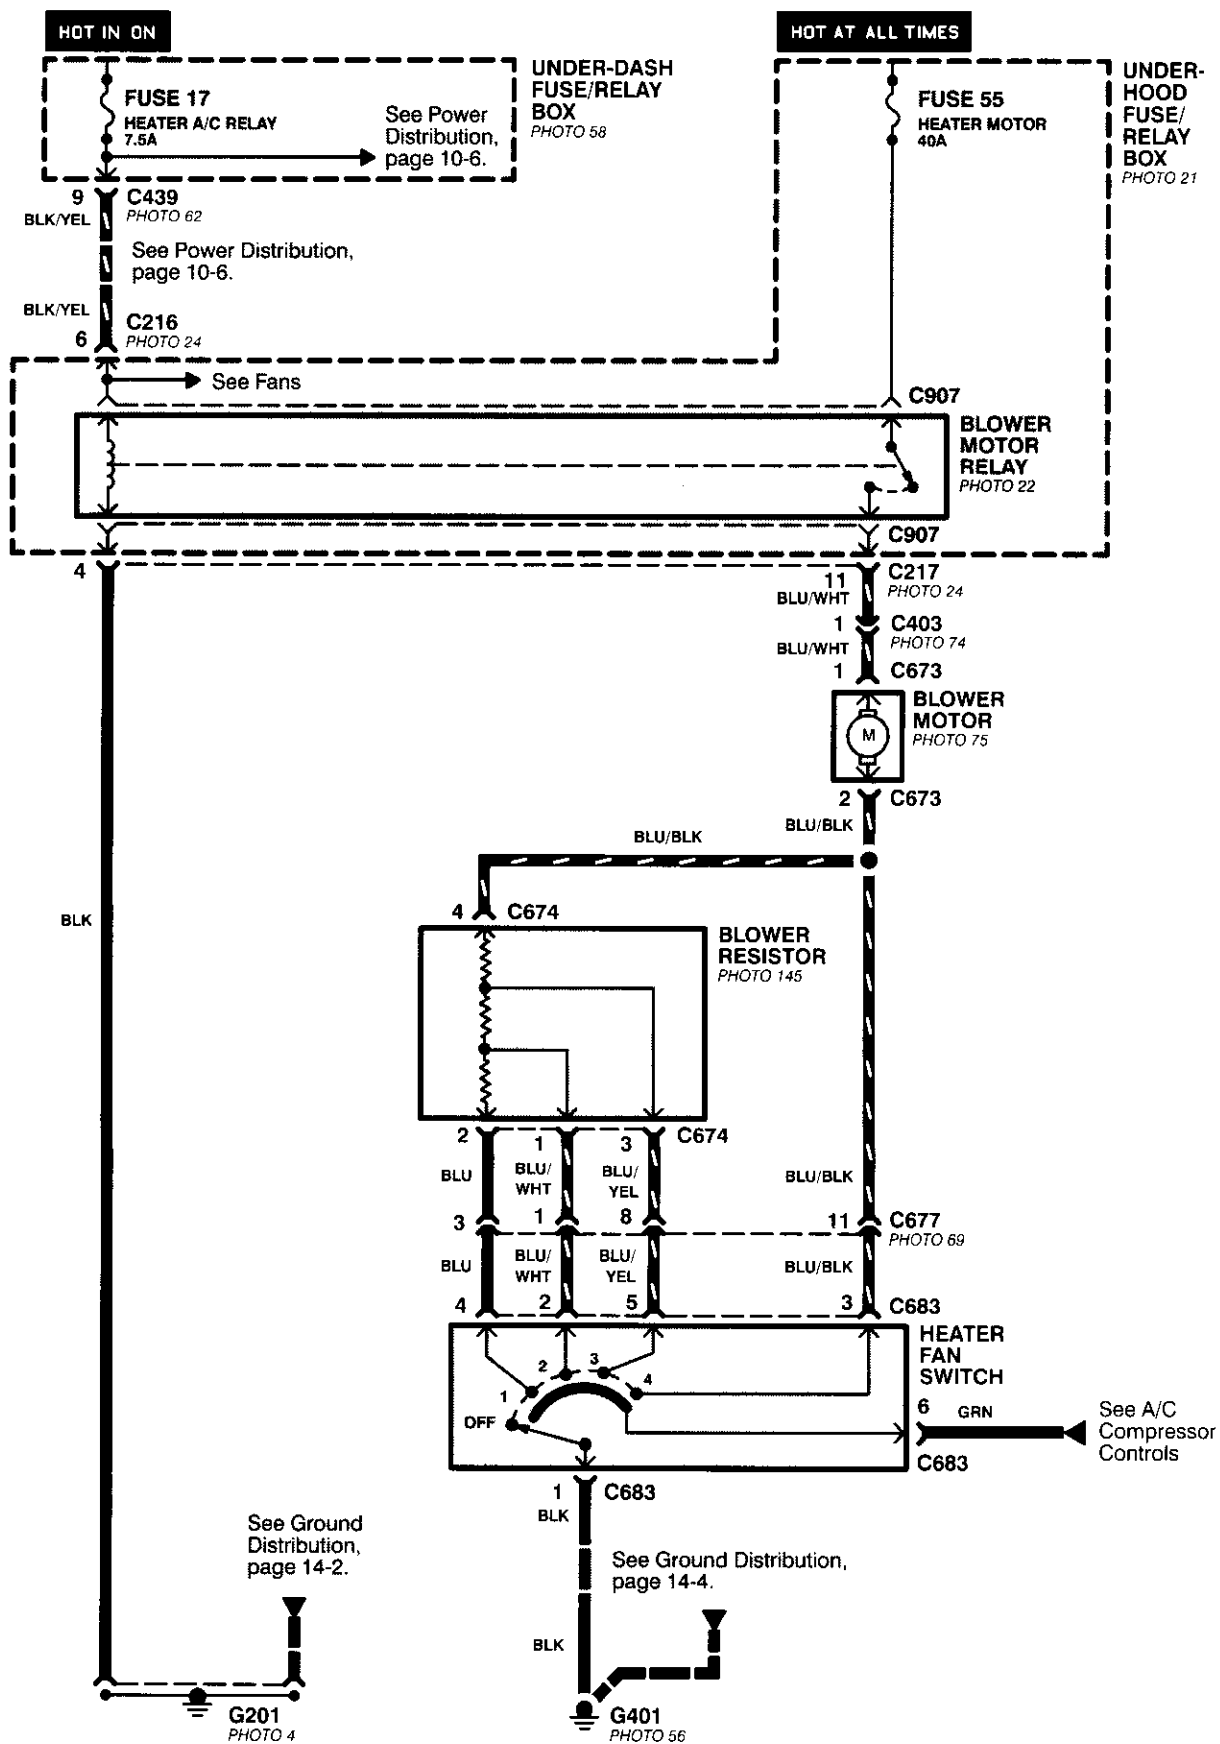 HOT IN ON
HOT AT ALL TIMES
UNDER-DASH
FUSE/RELAY
BOX
PHOTO 58
FUSE 17
HEATER A/C RELAY
7.5A
See Power
Distribution,
page 10-6.
FUSE 55
HEATER MOTOR
40A
UNDER-
HOOD
FUSE/
RELAY
BOX
PHOTO 21
9
C439
PHOTO 62
BLK/YEL
See Power Distribution,
page 10-6.
BLK/YEL
C216
6
PHOTO 24
See Fans
C907
BLOWER
MOTOR
RELAY
PHOTO 22
C907
4
11
C217
PHOTO 24
BLU/WHT
1
C403
PHOTO 74
BLU/WHT
1
C673
BLOWER
MOTOR
PHOTO 75
M
2
C673
BLU/BLK
BLU/BLK
BLK
4
C674
BLOWER
RESISTOR
PHOTO 145
2
1
3
C674
BLU
BLU/
WHT
BLU/
YEL
BLU/BLK
3
1
8
11
C677
PHOTO 69
BLU
BLU/
WHT
BLU/
YEL
BLU/BLK
4
2
5
3
C683
HEATER
FAN
SWITCH
OFF
1
2
3
4
6
GRN
See A/C
Compressor
Controls
C683
1
C683
BLK
See Ground
Distribution,
page 14-2.
See Ground Distribution,
page 14-4.
BLK
G201
PHOTO 4
G401
PHOTO 56